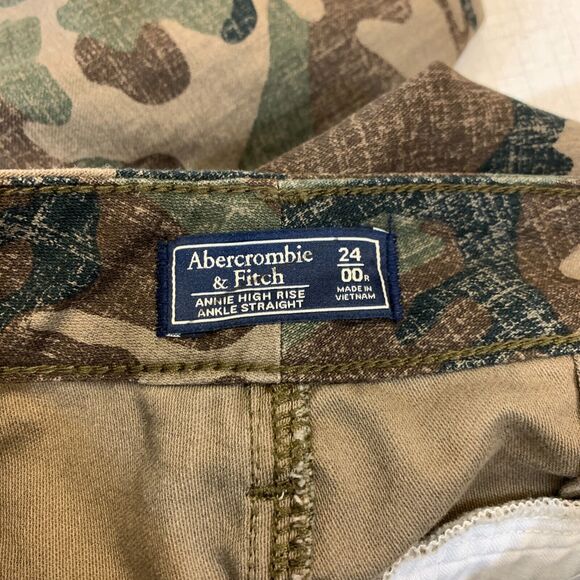 Abercrombie
& Fitch
ANNIE HIGH RISE
ANKLE STRAIGHT
24
00R
MADE IN
VIETNAM